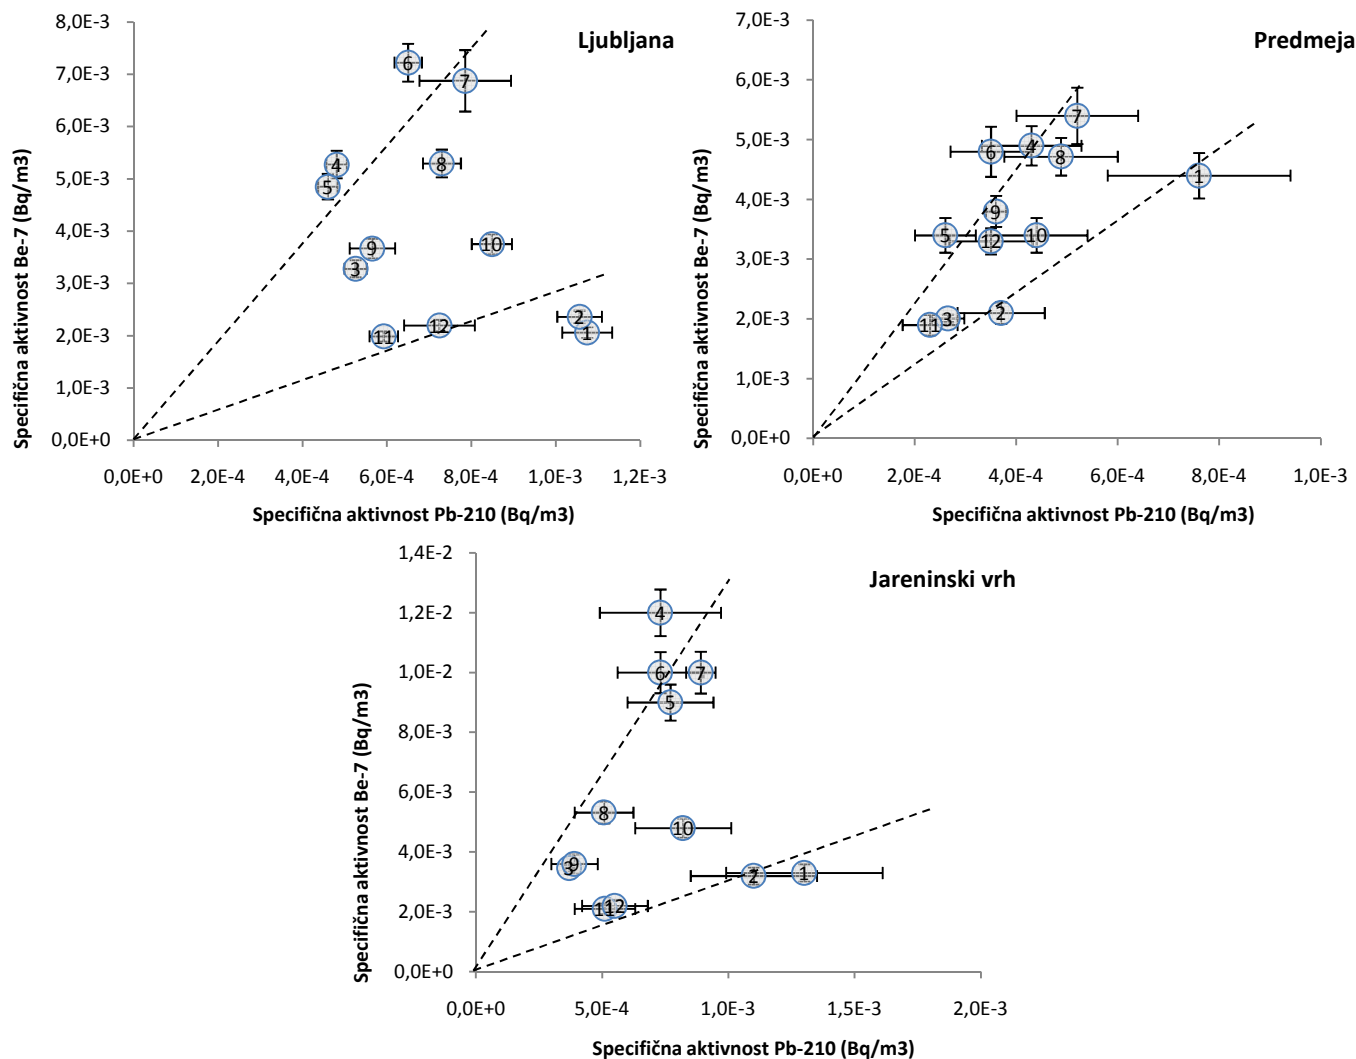 Ljubljana
Specifična aktivnost Be-7 (Bq/m3)
8,0E-3
7,0E-3
6,0E-3
5,0E-3
4,0E-3
3,0E-3
2,0E-3
1,0E-3
0,0E+0
6
7
4
8
5
10
9
3
2
12
1
11
0,0E+0 2,0E-4 4,0E-4 6,0E-4 8,0E-4 1,0E-3 1,2E-3
Specifična aktivnost Pb-210 (Bq/m3)
Predmeja
Specifična aktivnost Be-7 (Bq/m3)
7,0E-3
6,0E-3
5,0E-3
4,0E-3
3,0E-3
2,0E-3
1,0E-3
0,0E+0
7
4
6
8
1
9
5
10
12
2
3
11
0,0E+0 2,0E-4 4,0E-4 6,0E-4 8,0E-4 1,0E-3
Specifična aktivnost Pb-210 (Bq/m3)
Jareninski vrh
Specifična aktivnost Be-7 (Bq/m3)
1,4E-2
1,2E-2
1,0E-2
8,0E-3
6,0E-3
4,0E-3
2,0E-3
0,0E+0
4
6
7
5
8
10
9
3
1
2
12
11
0,0E+0 5,0E-4 1,0E-3 1,5E-3 2,0E-3
Specifična aktivnost Pb-210 (Bq/m3)